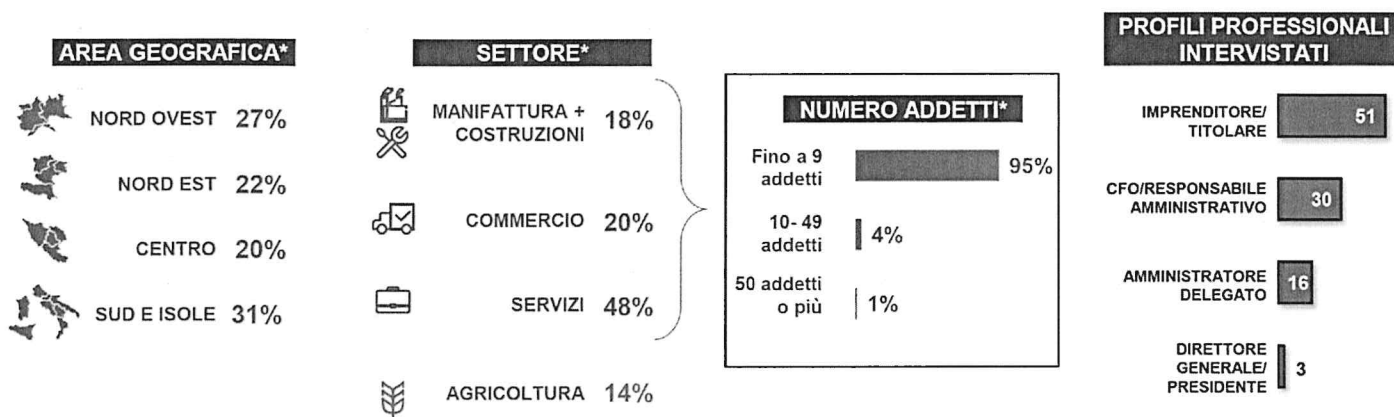 AREA GEOGRAFICA*
NORD OVEST 27%
NORD EST 22%
CENTRO 20%
SUD E ISOLE 31%
SETTORE*
MANIFATTURA +
COSTRUZIONI 18%
COMMERCIO 20%
SERVIZI 48%
AGRICOLTURA 14%
NUMERO ADDETTI*
Fino a 9
addetti 95%
10- 49
addetti 4%
50 addetti
o più 1%
PROFILI PROFESSIONALI
INTERVISTATI
IMPRENDITORE/
TITOLARE 51
CFO/RESPONSABILE
AMMINISTRATIVO 30
AMMINISTRATORE
DELEGATO 16
DIRETTORE
GENERALE/
PRESIDENTE 3